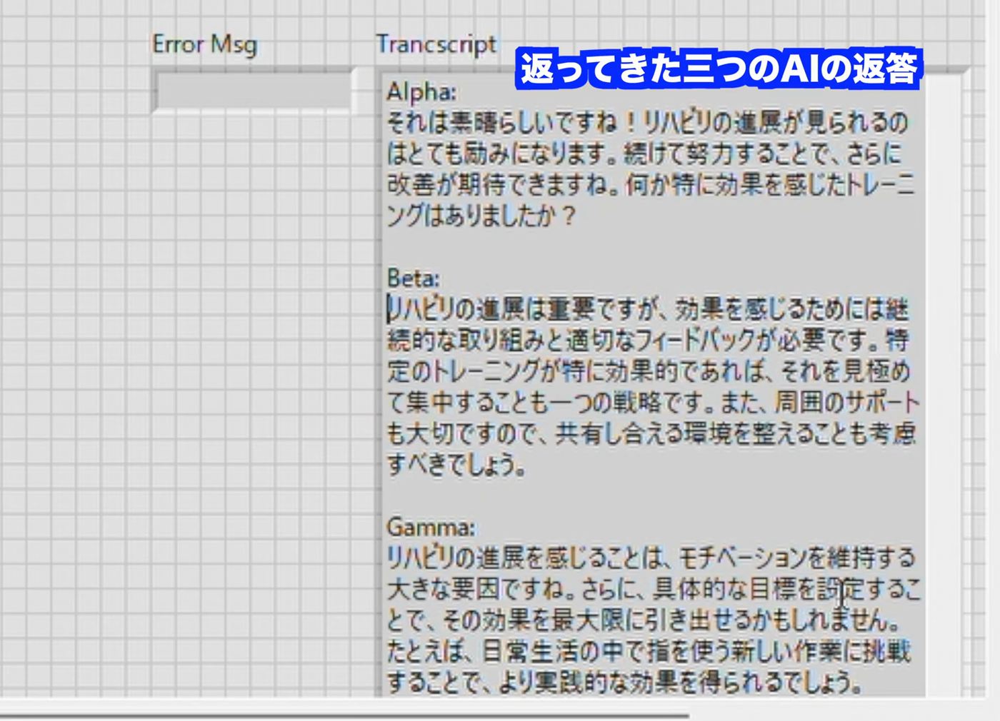 Error Msg
Trancscript
返ってきた三つのAIの返答
Alpha:
それは素晴らしいですね！リハビリの進展が見られるの
はとても励みになります。続けて努力することで、さらに
改善が期待できますね。何か特に効果を感じたトレーニ
ングはありましたか？
Beta:
リハビリの進展は重要ですが、効果を感じるためには継
続的な取り組みと適切なフィードバックが必要です。特
定のトレーニングが特に効果的であれば、それを見極め
て集中することも一つの戦略です。また、周囲のサポート
も大切ですので、共有し合える環境を整えることも考慮
すべきでしょう。
Gamma:
リハビリの進展を感じることは、モチベーションを維持する
大きな要因ですね。さらに、具体的な目標を設定するこ
とで、その効果を最大限に引き出せるかもしれません。
たとえば、日常生活の中で指を使う新しい作業に挑戦
することで、より実践的な効果を得られるでしょう。